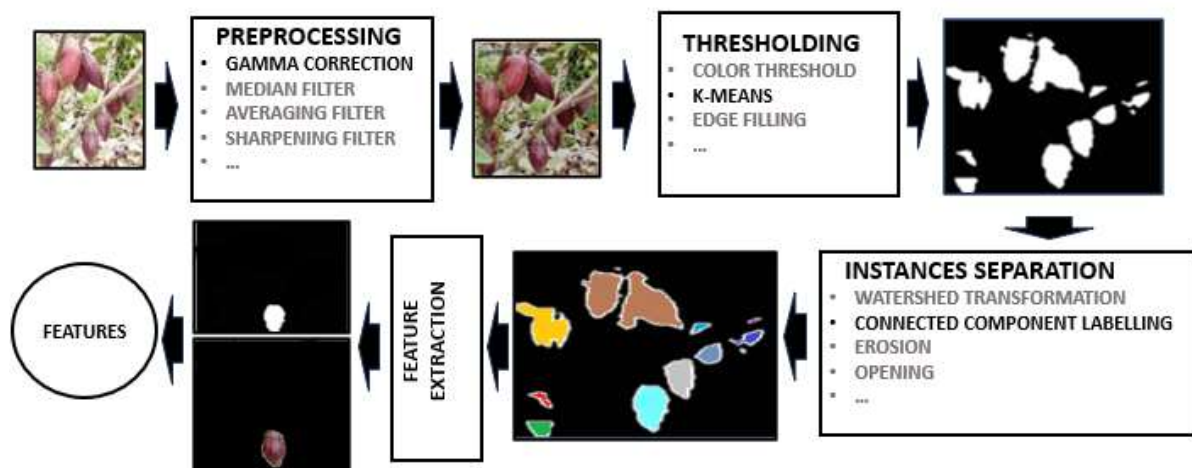 PREPROCESSING
• GAMMA CORRECTION
• MEDIAN FILTER
• AVERAGING FILTER
• SHARPENING FILTER
• ...
THRESHOLDING
• COLOR THRESHOLD
• K-MEANS
• EDGE FILLING
• ...
INSTANCES SEPARATION
• WATERSHED TRANSFORMATION
• CONNECTED COMPONENT LABELLING
• EROSION
• OPENING
• ...
FEATURE
EXTRACTION
FEATURES